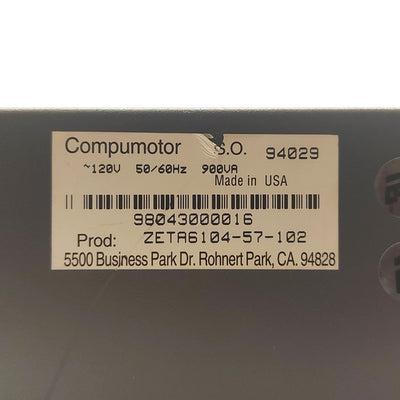 Compumotor S.O. 94029
~120V 50/60Hz 900VA
Made in USA
98043000016
Prod: ZETA6104-57-102
5500 Business Park Dr. Rohnert Park, CA. 94828